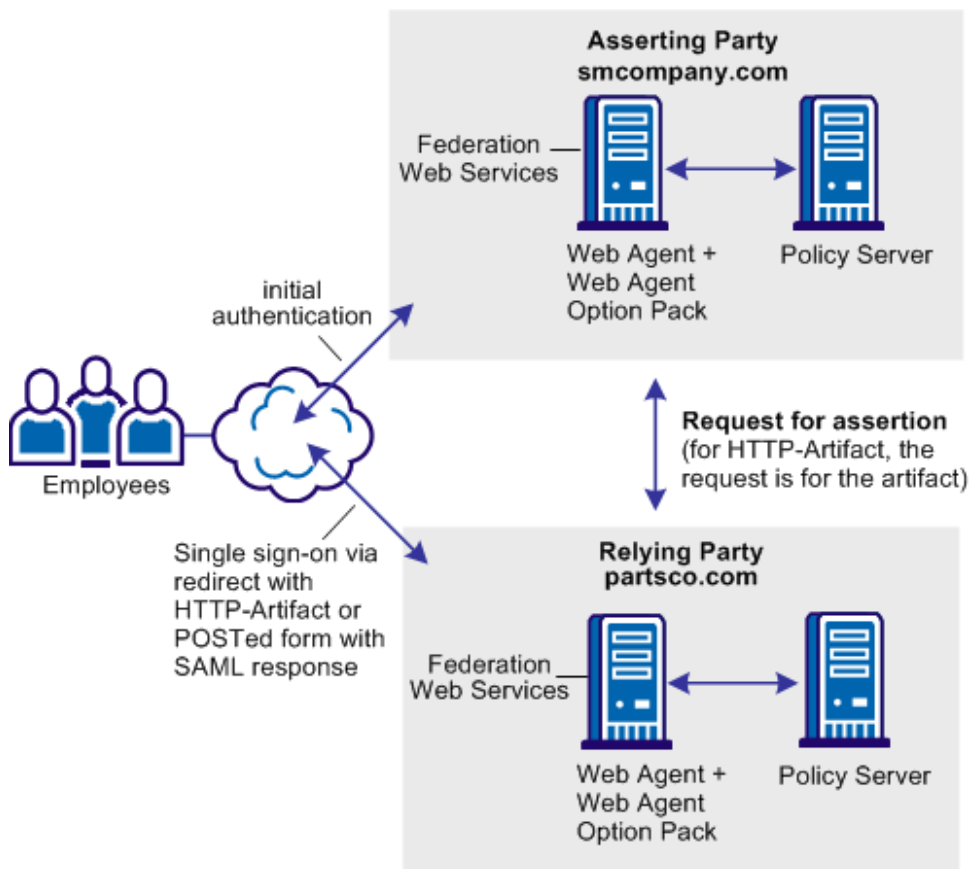 Asserting Party
smcompany.com
Federation
Web Services
Web Agent +
Web Agent
Option Pack
Policy Server
initial
authentication
Employees
Request for assertion
(for HTTP-Artifact, the
request is for the artifact)
Single sign-on via
redirect with
HTTP-Artifact or
POSTed form with
SAML response
Relying Party
partsco.com
Federation
Web Services
Web Agent +
Web Agent
Option Pack
Policy Server